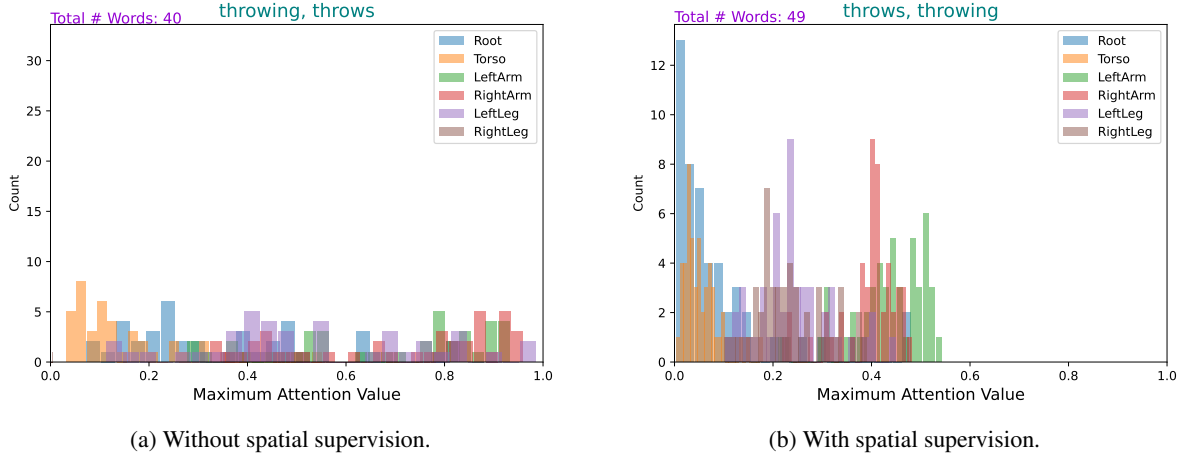 Total # Words: 40
throwing, throws
30
25
20
15
10
5
0
Count
Root
Torso
LeftArm
RightArm
LeftLeg
RightLeg
0.0 0.2 0.4 0.6 0.8 1.0
Maximum Attention Value
(a) Without spatial supervision.
Total # Words: 49
throws, throwing
12
10
8
6
4
2
0
Count
Root
Torso
LeftArm
RightArm
LeftLeg
RightLeg
0.0 0.2 0.4 0.6 0.8 1.0
Maximum Attention Value
(b) With spatial supervision.